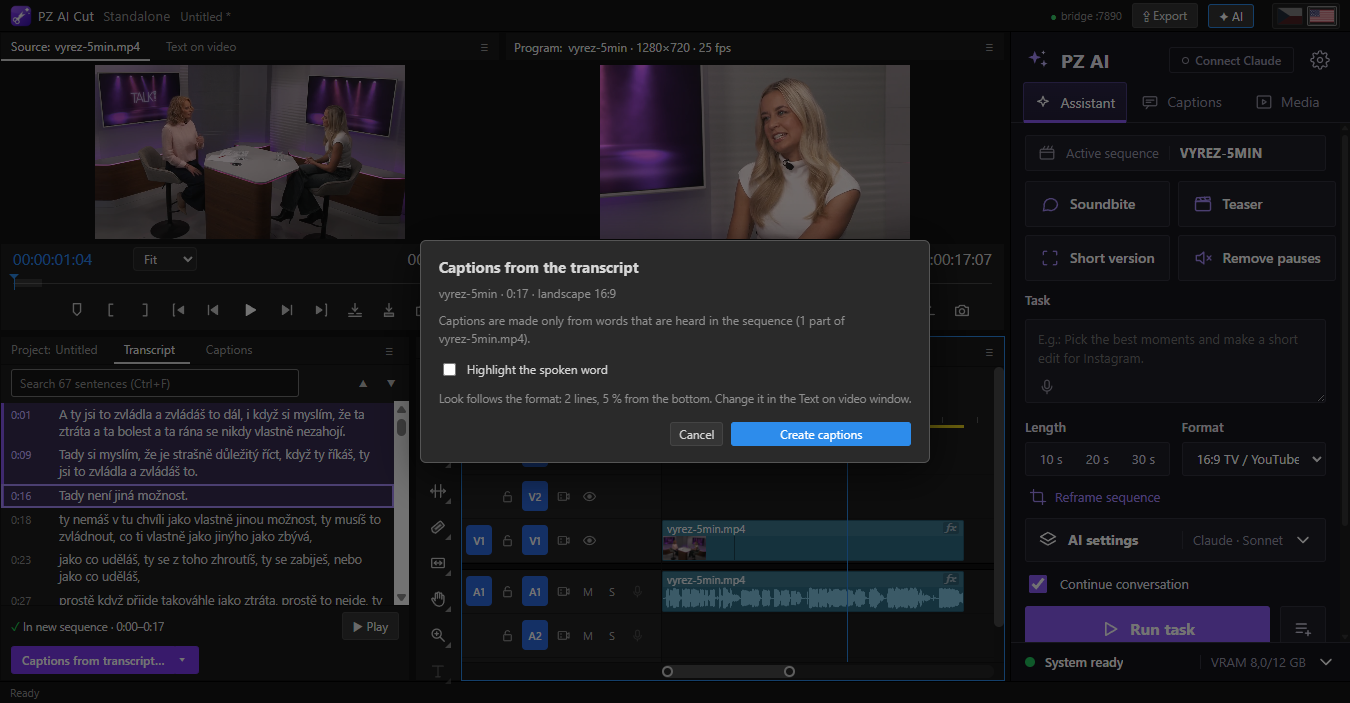 PZ AI Cut Standalone Untitled *
bridge :7890 Export AI
Source: vyrez-5min.mp4 Text on video
Program: vyrez-5min · 1280×720 · 25 fps
TALK!
00:00:01:04 Fit
:00:17:07
Project: Untitled Transcript Captions
Search 67 sentences (Ctrl+F)
0:01 A ty jsi to zvládla a zvládáš to dál, i když si myslím, že ta
ztráta a ta bolest a ta rána se nikdy vlastně nezahojí.
0:09 Tady si myslím, že je strašně důležitý říct, když ty říkáš, ty
jsi to zvládla a zvládáš to.
0:16 Tady není jiná možnost.
0:18 ty nemáš v tu chvíli jako vlastně jinou možnost, ty musíš to
zvládnout, co ti vlastně jako jinýho jako zbývá,
0:23 jako co uděláš, ty se z toho zhroutíš, ty se zabiješ, nebo
jako co uděláš,
0:27 prostě když přijde takováhle jako ztráta, prostě to nejde, ty
✓ In new sequence · 0:00–0:17 Play
Captions from transcript...
Ready
Captions from the transcript
vyrez-5min · 0:17 · landscape 16:9
Captions are made only from words that are heard in the sequence (1 part of
vyrez-5min.mp4).
Highlight the spoken word
Look follows the format: 2 lines, 5 % from the bottom. Change it in the Text on video window.
Cancel Create captions
V2
V1 V1
A1 A1 M S
A2 M S
vyrez-5min.mp4 fx
vyrez-5min.mp4 fx
PZ AI Connect Claude
Assistant Captions Media
Active sequence VYREZ-5MIN
Soundbite Teaser
Short version Remove pauses
Task
E.g.: Pick the best moments and make a short
edit for Instagram.
Length Format
10 s 20 s 30 s 16:9 TV / YouTube
Reframe sequence
AI settings Claude · Sonnet
Continue conversation
Run task
System ready VRAM 8,0/12 GB